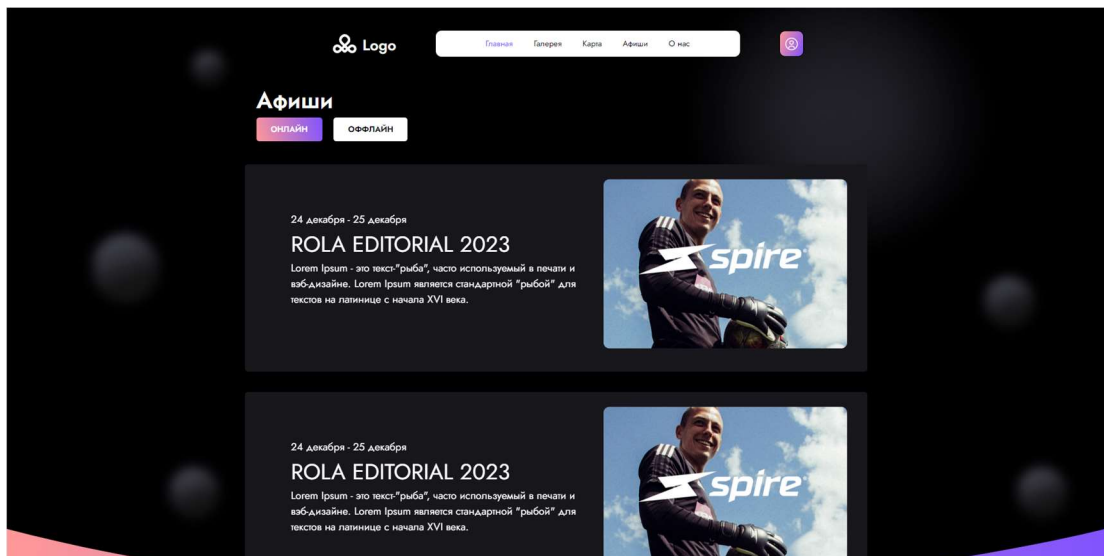 Logo
Главная Галерея Карта Афиши О нас
Афиши
ОНЛАЙН ОФФЛАЙН
24 декабря - 25 декабря
ROLA EDITORIAL 2023
Lorem Ipsum - это текст-"рыба", часто используемый в печати и
вэб-дизайне. Lorem Ipsum является стандартной "рыбой" для
текстов на латинице с начала XVI века.
spire
24 декабря - 25 декабря
ROLA EDITORIAL 2023
Lorem Ipsum - это текст-"рыба", часто используемый в печати и
вэб-дизайне. Lorem Ipsum является стандартной "рыбой" для
текстов на латинице с начала XVI века.
spire